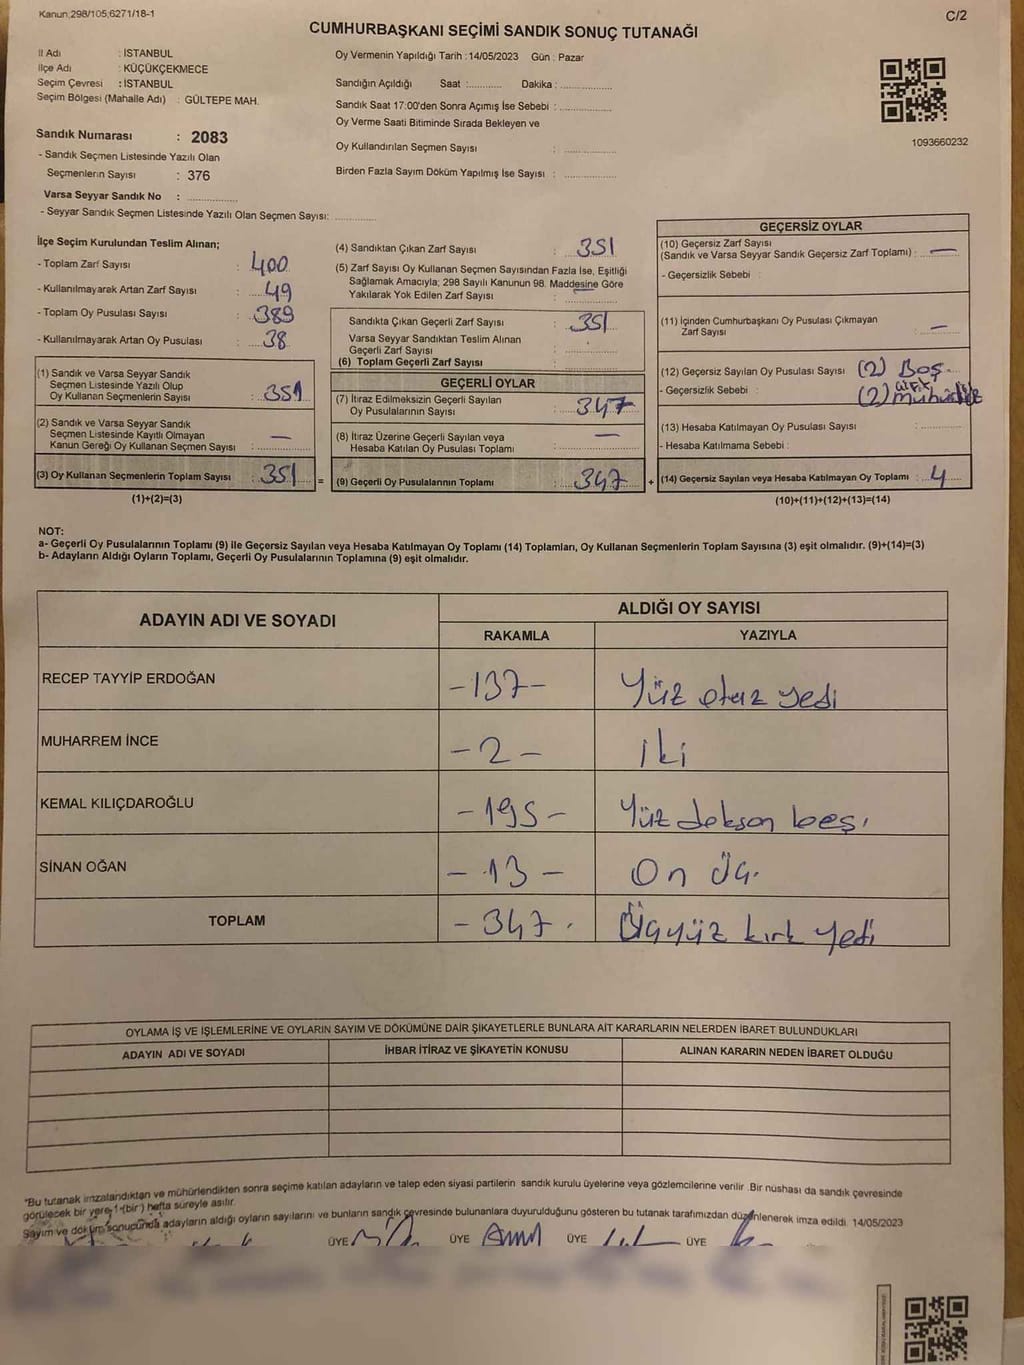 Kanun;298/105;6271/18-1
C/2
CUMHURBAŞKANI SEÇİMİ SANDIK SONUÇ TUTANAĞI
İl Adı : İSTANBUL
İlçe Adı : KÜÇÜKÇEKMECE
Seçim Çevresi : İSTANBUL
Seçim Bölgesi (Mahalle Adı) : GÜLTEPE MAH.
Sandık Numarası : 2083
- Sandık Seçmen Listesinde Yazılı Olan
Seçmenlerin Sayısı : 376
Varsa Seyyar Sandık No : ..................
- Seyyar Sandık Seçmen Listesinde Yazılı Olan Seçmen Sayısı: ...............
Oy Vermenin Yapıldığı Tarih :14/05/2023 Gün : Pazar
Sandığın Açıldığı Saat :............. Dakika : ...................
Sandık Saat 17:00'den Sonra Açımış İse Sebebi : ...................
Oy Verme Saati Bitiminde Sırada Bekleyen ve
Oy Kullandırılan Seçmen Sayısı : ...................
Birden Fazla Sayım Döküm Yapılmış İse Sayısı : ...................
1093660232
İlçe Seçim Kurulundan Teslim Alınan;
- Toplam Zarf Sayısı : 400
- Kullanılmayarak Artan Zarf Sayısı : 49
- Toplam Oy Pusulası Sayısı : 389
- Kullanılmayarak Artan Oy Pusulası : 38
(1) Sandık ve Varsa Seyyar Sandık
Seçmen Listesinde Yazılı Olup
Oy Kullanan Seçmenlerin Sayısı : 351
(2) Sandık ve Varsa Seyyar Sandık
Seçmen Listesinde Kayıtlı Olmayan
Kanun Gereği Oy Kullanan Seçmen Sayısı : —
(3) Oy Kullanan Seçmenlerin Toplam Sayısı : 351 =
(1)+(2)=(3)
(4) Sandıktan Çıkan Zarf Sayısı : 351
(5) Zarf Sayısı Oy Kullanan Seçmen Sayısından Fazla İse, Eşitliği
Sağlamak Amacıyla; 298 Sayılı Kanunun 98. Maddesine Göre
Yakılarak Yok Edilen Zarf Sayısı : ...................
Sandıkta Çıkan Geçerli Zarf Sayısı : 351
Varsa Seyyar Sandıktan Teslim Alınan
Geçerli Zarf Sayısı : ...................
(6) Toplam Geçerli Zarf Sayısı : ...................
GEÇERLİ OYLAR
(7) İtiraz Edilmeksizin Geçerli Sayılan
Oy Pusulalarının Sayısı : 347
(8) İtiraz Üzerine Geçerli Sayılan veya
Hesaba Katılan Oy Pusulası Toplamı : —
(9) Geçerli Oy Pusulalarının Toplamı : 347 +
GEÇERSİZ OYLAR
(10) Geçersiz Zarf Sayısı
(Sandık ve Varsa Seyyar Sandık Geçersiz Zarf Toplamı) : —
- Geçersizlik Sebebi :
(11) İçinden Cumhurbaşkanı Oy Pusulası Çıkmayan
Zarf Sayısı : —
(12) Geçersiz Sayılan Oy Pusulası Sayısı : (2) Boş
- Geçersizlik Sebebi : (2)
(13) Hesaba Katılmayan Oy Pusulası Sayısı : ...................
- Hesaba Katılmama Sebebi :
(14) Geçersiz Sayılan veya Hesaba Katılmayan Oy Toplamı : 4
(10)+(11)+(12)+(13)=(14)
NOT:
a- Geçerli Oy Pusulalarının Toplamı (9) ile Geçersiz Sayılan veya Hesaba Katılmayan Oy Toplamı (14) Toplamları, Oy Kullanan Seçmenlerin Toplam Sayısına (3) eşit olmalıdır. (9)+(14)=(3)
b- Adayların Aldığı Oyların Toplamı, Geçerli Oy Pusulalarının Toplamına (9) eşit olmalıdır.
ADAYIN ADI VE SOYADI
ALDIĞI OY SAYISI
RAKAMLA YAZIYLA
RECEP TAYYİP ERDOĞAN -137- Yüz otuz yedi
MUHARREM İNCE -2- iki
KEMAL KILIÇDAROĞLU -195- Yüz doksan beş
SİNAN OĞAN -13- On üç
TOPLAM -347- Üçyüz kırk yedi
OYLAMA İŞ VE İŞLEMLERİNE VE OYLARIN SAYIM VE DÖKÜMÜNE DAİR ŞİKAYETLERLE BUNLARA AİT KARARLARIN NELERDEN İBARET BULUNDUKLARI
ADAYIN ADI VE SOYADI İHBAR İTİRAZ VE ŞİKAYETİN KONUSU ALINAN KARARIN NEDEN İBARET OLDUĞU
"Bu tutanak imzalandıktan ve mühürlendikten sonra seçime katılan adayların ve talep eden siyasi partilerin sandık kurulu üyelerine veya gözlemcilerine verilir .Bir nüshası da sandık çevresinde
görülecek bir yere 1 (bir) hafta süreyle asılır.
Sayım ve döküm sonucunda adayların aldığı oyların sayılarını ve bunların sandık çevresinde bulunanlara duyurulduğunu gösteren bu tutanak tarafımızdan düzenlenerek imza edildi. 14/05/2023
ÜYE ÜYE ÜYE ÜYE